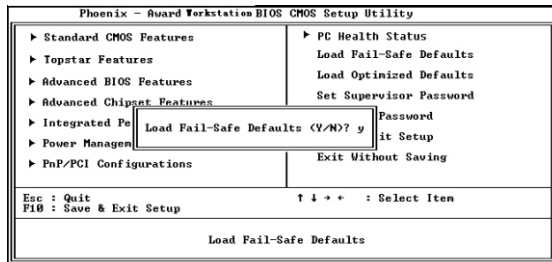 Phoenix - Award Workstation BIOS CMOS Setup Utility
▶ Standard CMOS Features
▶ Topstar Features
▶ Advanced BIOS Features
▶ Advanced Chipset Features
▶ Integrated Pe
▶ Power Managem
▶ PnP/PCI Configurations
▶ PC Health Status
Load Fail-Safe Defaults
Load Optimized Defaults
Set Supervisor Password
Password
it Setup
Exit Without Saving
Load Fail-Safe Defaults (Y/N)? y
Esc : Quit
F10 : Save & Exit Setup
↑ ↓ → ← : Select Item
Load Fail-Safe Defaults